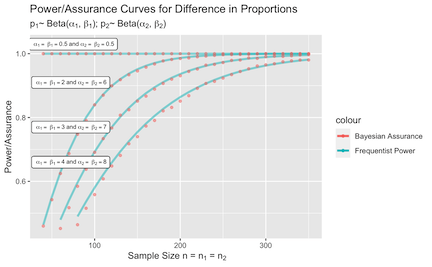 Power/Assurance Curves for Difference in Proportions
p₁~ Beta(α₁, β₁); p₂~ Beta(α₂, β₂)
Power/Assurance
1.0
0.8
0.6
α₁ = β₁ = 0.5 and α₂ = β₂ = 0.5
α₁ = β₁ = 2 and α₂ = β₂ = 6
α₁ = β₁ = 3 and α₂ = β₂ = 7
α₁ = β₁ = 4 and α₂ = β₂ = 8
100
200
300
Sample Size n = n₁ = n₂
colour
Bayesian Assurance
Frequentist Power